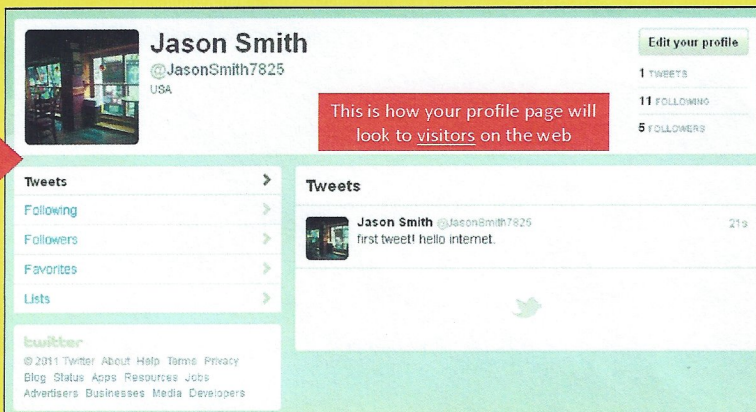 Jason Smith
@JasonSmith7825
USA
Edit your profile
1 TWEETS
11 FOLLOWING
5 FOLLOWERS
This is how your profile page will
look to visitors on the web
Tweets
Following
Followers
Favorites
Lists
twitter
© 2011 Twitter About Help Terms Privacy
Blog Status Apps Resources Jobs
Advertisers Businesses Media Developers
Tweets
Jason Smith @JasonSmith7825 21s
first tweet! hello internet.